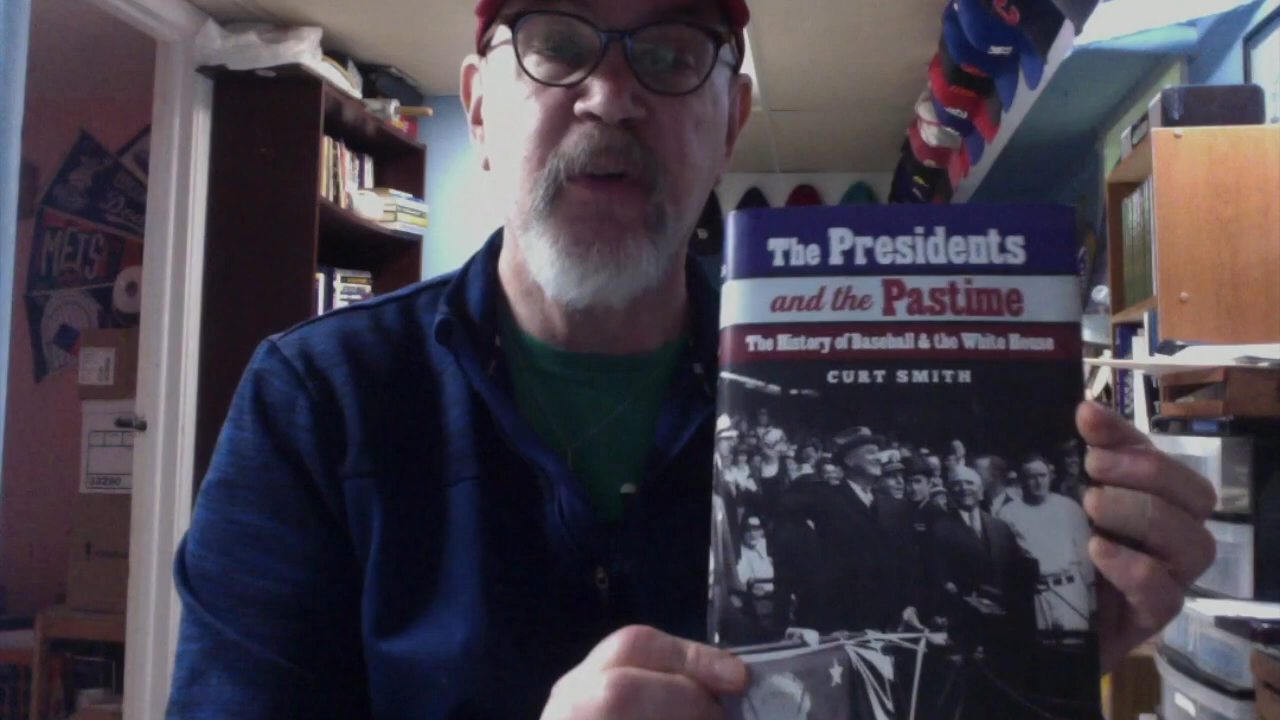 METS
The Presidents
and the Pastime
The History of Baseball & the White House
CURT SMITH